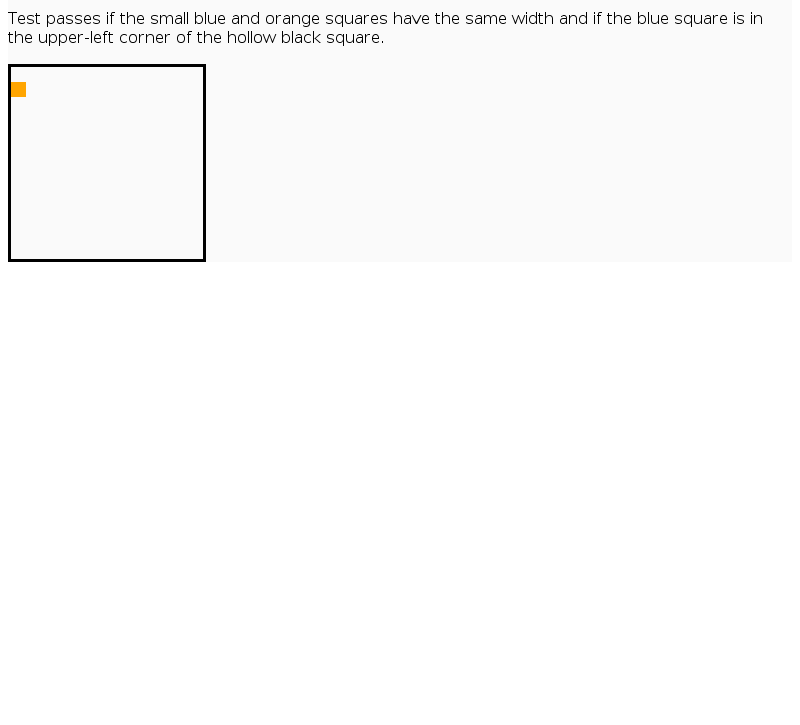 Test passes if the small blue and orange squares have the same width and if the blue square is in
the upper-left corner of the hollow black square.